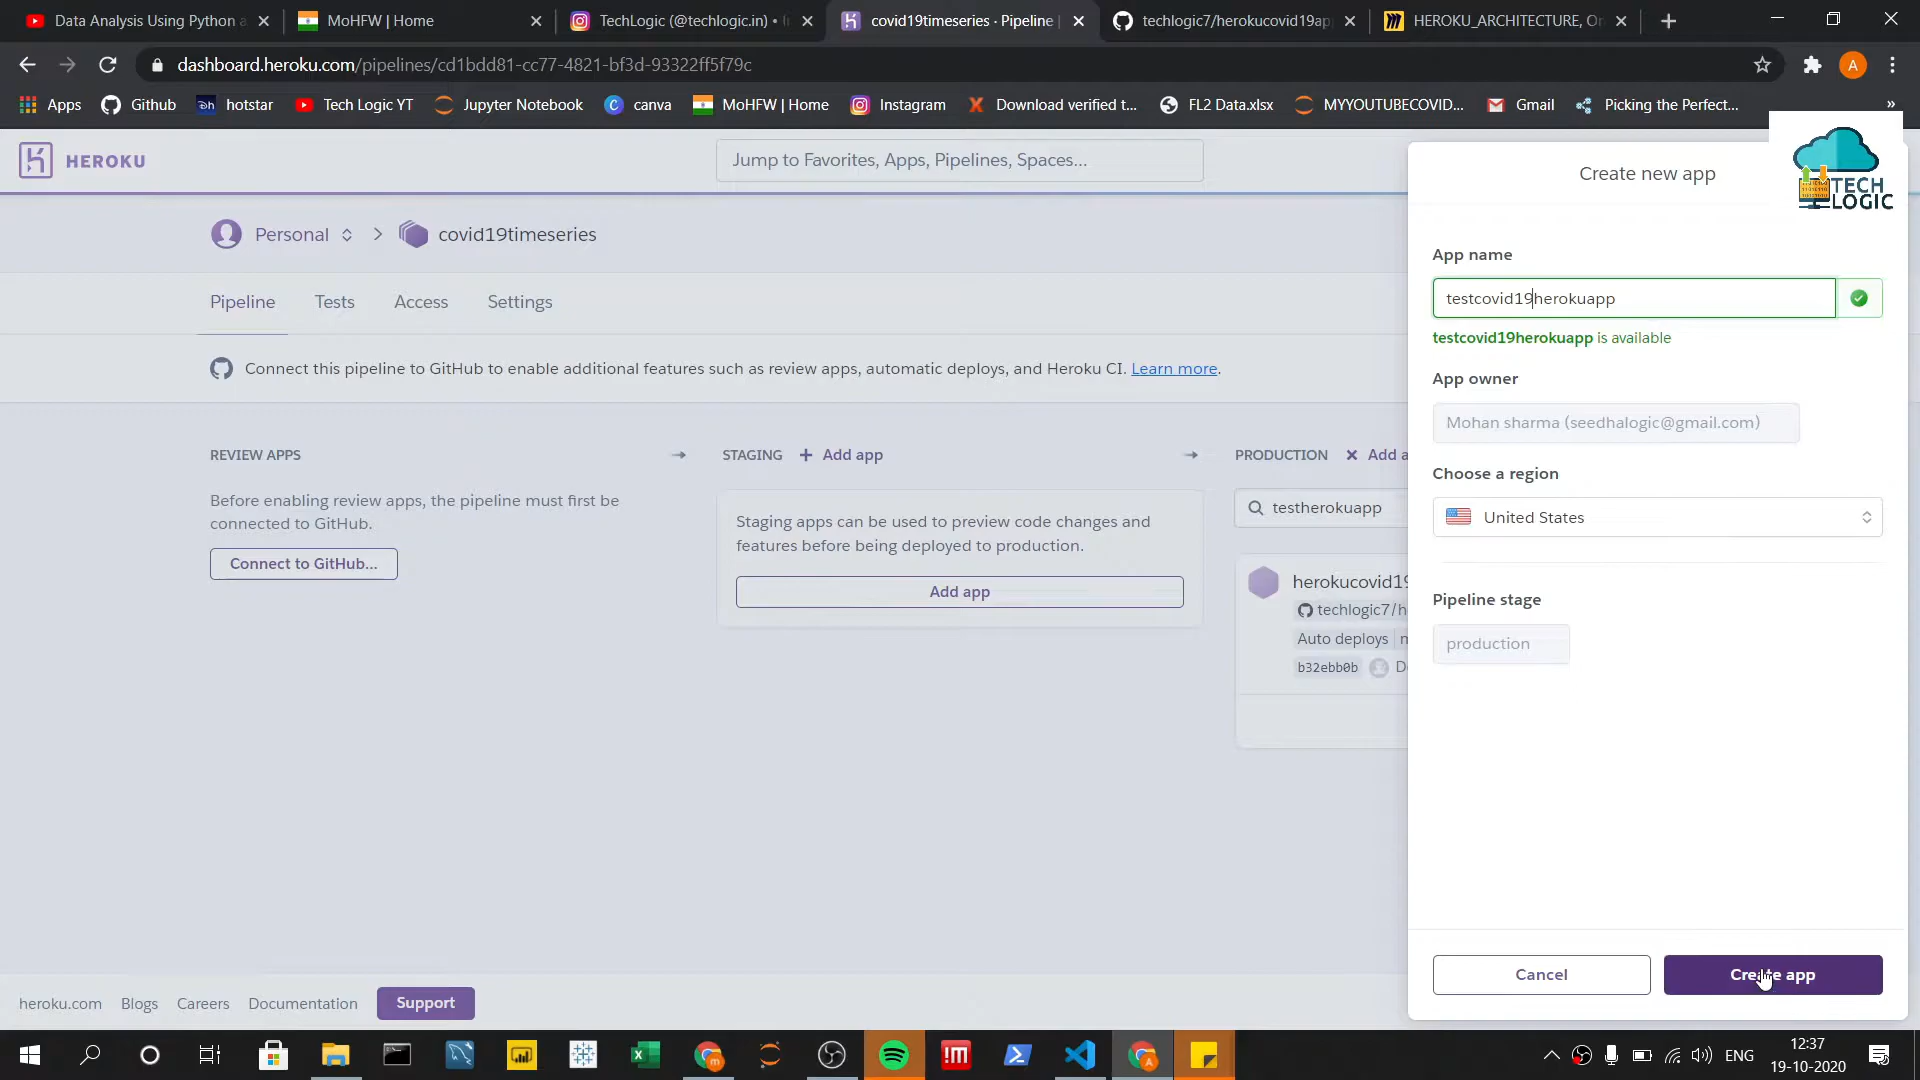 Data Analysis Using Python a
MoHFW | Home
TechLogic (@techlogic.in) • I
covid19timeseries · Pipeline |
techlogic7/herokucovid19ap
HEROKU_ARCHITECTURE, On
dashboard.heroku.com/pipelines/cd1bdd81-cc77-4821-bf3d-93322ff5f79c
A
Apps
Github
hotstar
Tech Logic YT
Jupyter Notebook
canva
MoHFW | Home
Instagram
Download verified t...
FL2 Data.xlsx
MYYOUTUBECOVID...
Gmail
Picking the Perfect...
»
HEROKU
Jump to Favorites, Apps, Pipelines, Spaces...
Create new app
TECH
LOGIC
Personal
covid19timeseries
Pipeline
Tests
Access
Settings
Connect this pipeline to GitHub to enable additional features such as review apps, automatic deploys, and Heroku CI. Learn more.
REVIEW APPS
Before enabling review apps, the pipeline must first be
connected to GitHub.
Connect to GitHub...
STAGING
Add app
Staging apps can be used to preview code changes and
features before being deployed to production.
Add app
PRODUCTION
Add a
testherokuapp
herokucovid19
techlogic7/h
Auto deploys
b32ebb0b
D
App name
testcovid19herokuapp
testcovid19herokuapp is available
App owner
Mohan sharma (seedhalogic@gmail.com)
Choose a region
United States
Pipeline stage
production
Cancel
Create app
heroku.com
Blogs
Careers
Documentation
Support
ENG
12:37
19-10-2020